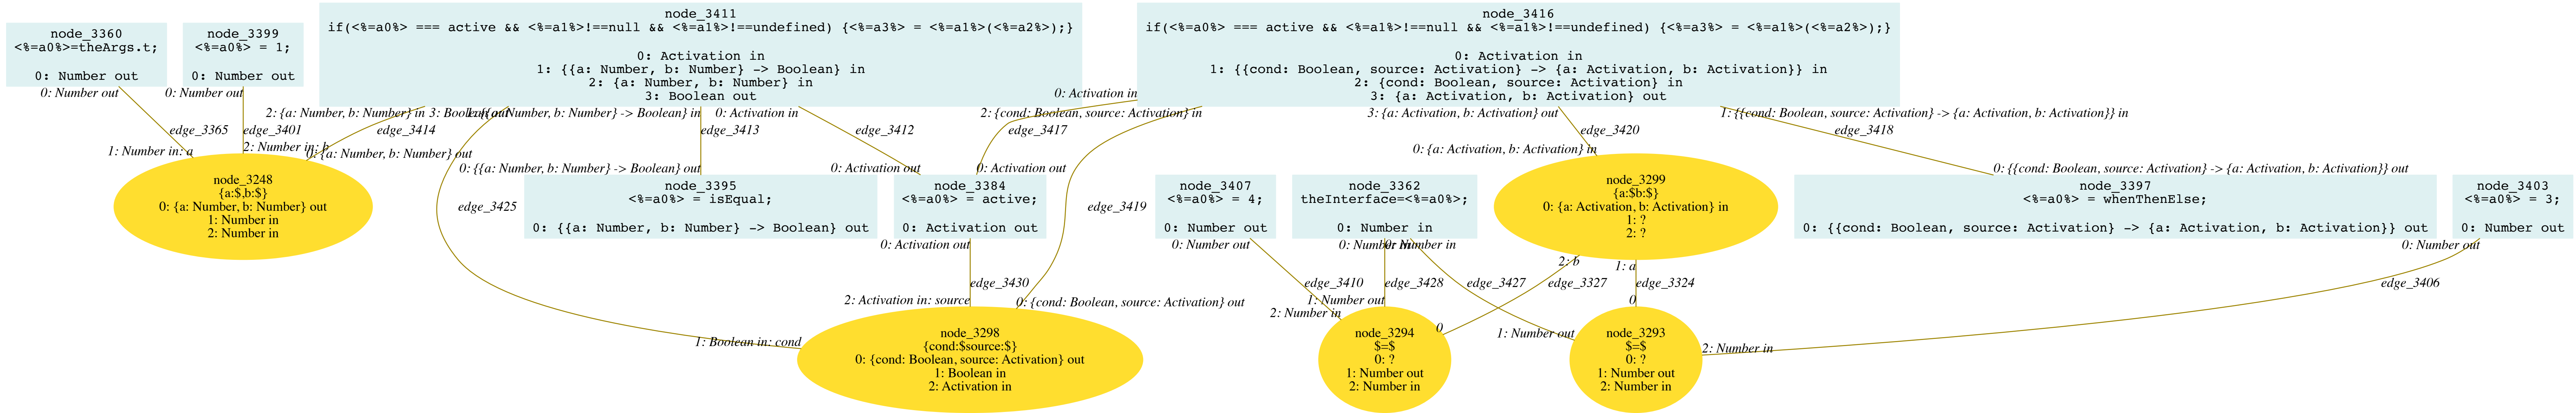 node_3360
<%=a0%>=theArgs.t;
0: Number out
node_3399
<%=a0%> = 1;
0: Number out
node_3411
if(<%=a0%> === active && <%=a1%>!==null && <%=a1%>!==undefined) {<%=a3%> = <%=a1%>(<%=a2%>);}
0: Activation in
1: {{a: Number, b: Number} -> Boolean} in
2: {a: Number, b: Number} in
3: Boolean out
node_3416
if(<%=a0%> === active && <%=a1%>!==null && <%=a1%>!==undefined) {<%=a3%> = <%=a1%>(<%=a2%>);}
0: Activation in
1: {{cond: Boolean, source: Activation} -> {a: Activation, b: Activation}} in
2: {cond: Boolean, source: Activation} in
3: {a: Activation, b: Activation} out
0: Number out
0: Number out
2: {a: Number, b: Number} in
3: Boolean out
1: {{a: Number, b: Number} -> Boolean} in
0: Activation in
0: Activation in
2: {cond: Boolean, source: Activation} in
3: {a: Activation, b: Activation} out
1: {{cond: Boolean, source: Activation} -> {a: Activation, b: Activation}} in
edge_3365
edge_3401
edge_3414
edge_3413
edge_3412
edge_3417
edge_3420
edge_3418
1: Number in: a
2: Number in: b
0: {a: Number, b: Number} out
0: {{a: Number, b: Number} -> Boolean} out
0: Activation out
0: Activation out
0: {a: Activation, b: Activation} in
0: {{cond: Boolean, source: Activation} -> {a: Activation, b: Activation}} out
node_3248
{a:$,b:$}
0: {a: Number, b: Number} out
1: Number in
2: Number in
edge_3425
node_3395
<%=a0%> = isEqual;
0: {{a: Number, b: Number} -> Boolean} out
node_3384
<%=a0%> = active;
0: Activation out
edge_3419
node_3407
<%=a0%> = 4;
0: Number out
node_3362
theInterface=<%=a0%>;
0: Number in
node_3299
{a:$b:$}
0: {a: Activation, b: Activation} in
1: ?
2: ?
node_3397
<%=a0%> = whenThenElse;
0: {{cond: Boolean, source: Activation} -> {a: Activation, b: Activation}} out
node_3403
<%=a0%> = 3;
0: Number out
0: Activation out
0: Number out
0: Number in
0: Number in
2: b
1: a
0: Number out
edge_3430
edge_3410
edge_3428
edge_3427
edge_3327
edge_3324
edge_3406
2: Activation in: source
0: {cond: Boolean, source: Activation} out
1: Number out
2: Number in
0
0
1: Boolean in: cond
1: Number out
2: Number in
node_3298
{cond:$source:$}
0: {cond: Boolean, source: Activation} out
1: Boolean in
2: Activation in
node_3294
$=$
0: ?
1: Number out
2: Number in
node_3293
$=$
0: ?
1: Number out
2: Number in